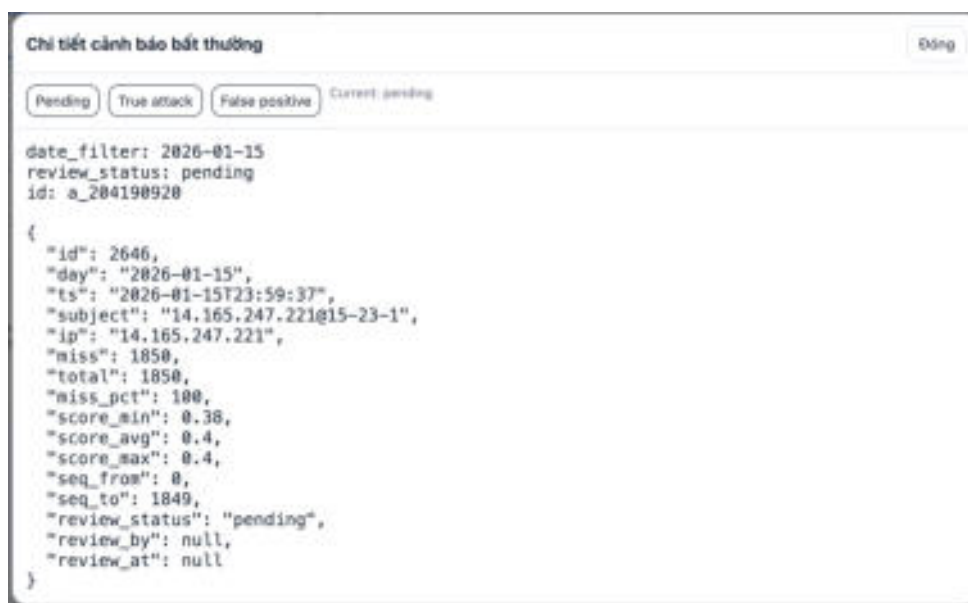 Chi tiết cảnh báo bất thường
Đóng
Pending True attack False positive Current: pending
date_filter: 2026-01-15
review_status: pending
id: a_204190920
{
"id": 2646,
"day": "2026-01-15",
"ts": "2026-01-15T23:59:37",
"subject": "14.165.247.221@15-23-1",
"ip": "14.165.247.221",
"miss": 1850,
"total": 1850,
"miss_pct": 100,
"score_min": 0.38,
"score_avg": 0.4,
"score_max": 0.4,
"seq_from": 0,
"seq_to": 1849,
"review_status": "pending",
"review_by": null,
"review_at": null
}